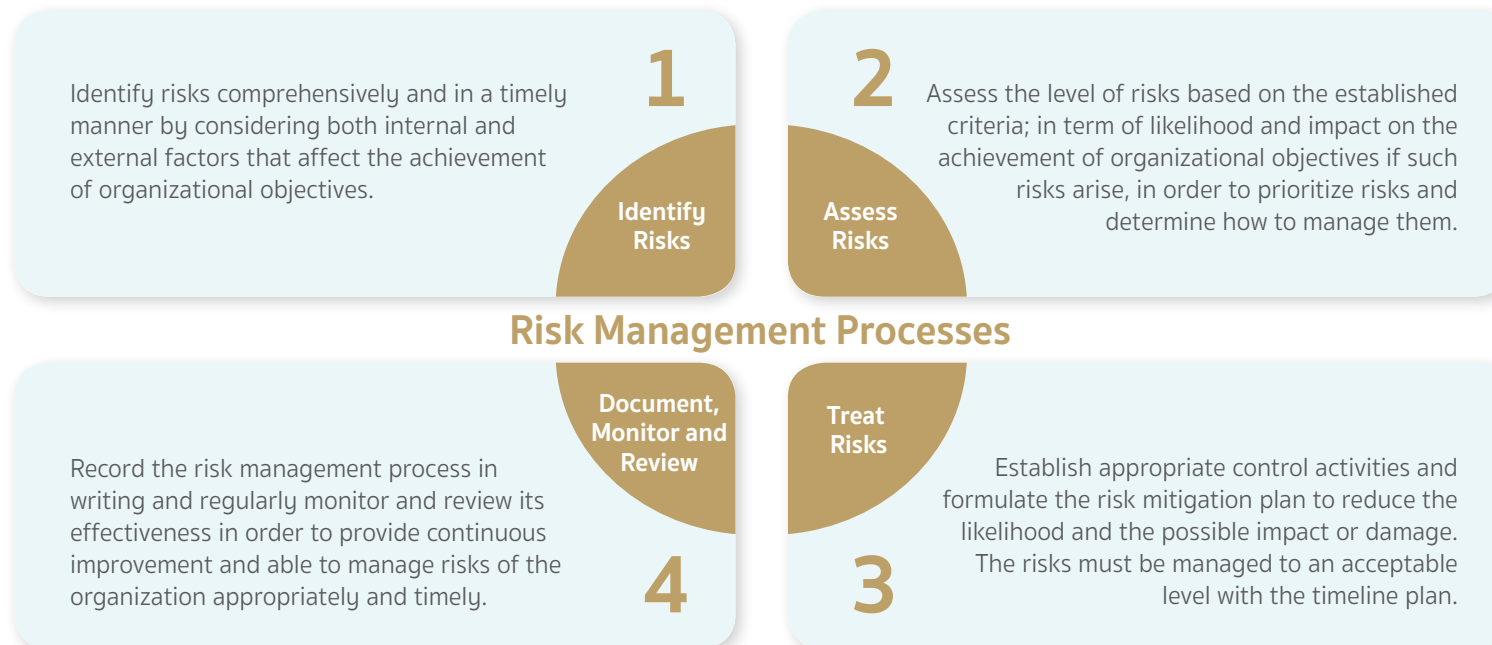 1
Identify risks comprehensively and in a timely
manner by considering both internal and
external factors that affect the achievement
of organizational objectives.
Identify
Risks
2
Assess the level of risks based on the established
criteria; in term of likelihood and impact on the
achievement of organizational objectives if such
risks arise, in order to prioritize risks and
determine how to manage them.
Assess
Risks
Risk Management Processes
Treat
Risks
Establish appropriate control activities and
formulate the risk mitigation plan to reduce the
likelihood and the possible impact or damage.
The risks must be managed to an acceptable
level with the timeline plan.
3
Document,
Monitor and
Review
Record the risk management process in
writing and regularly monitor and review its
effectiveness in order to provide continuous
improvement and able to manage risks of the
organization appropriately and timely.
4